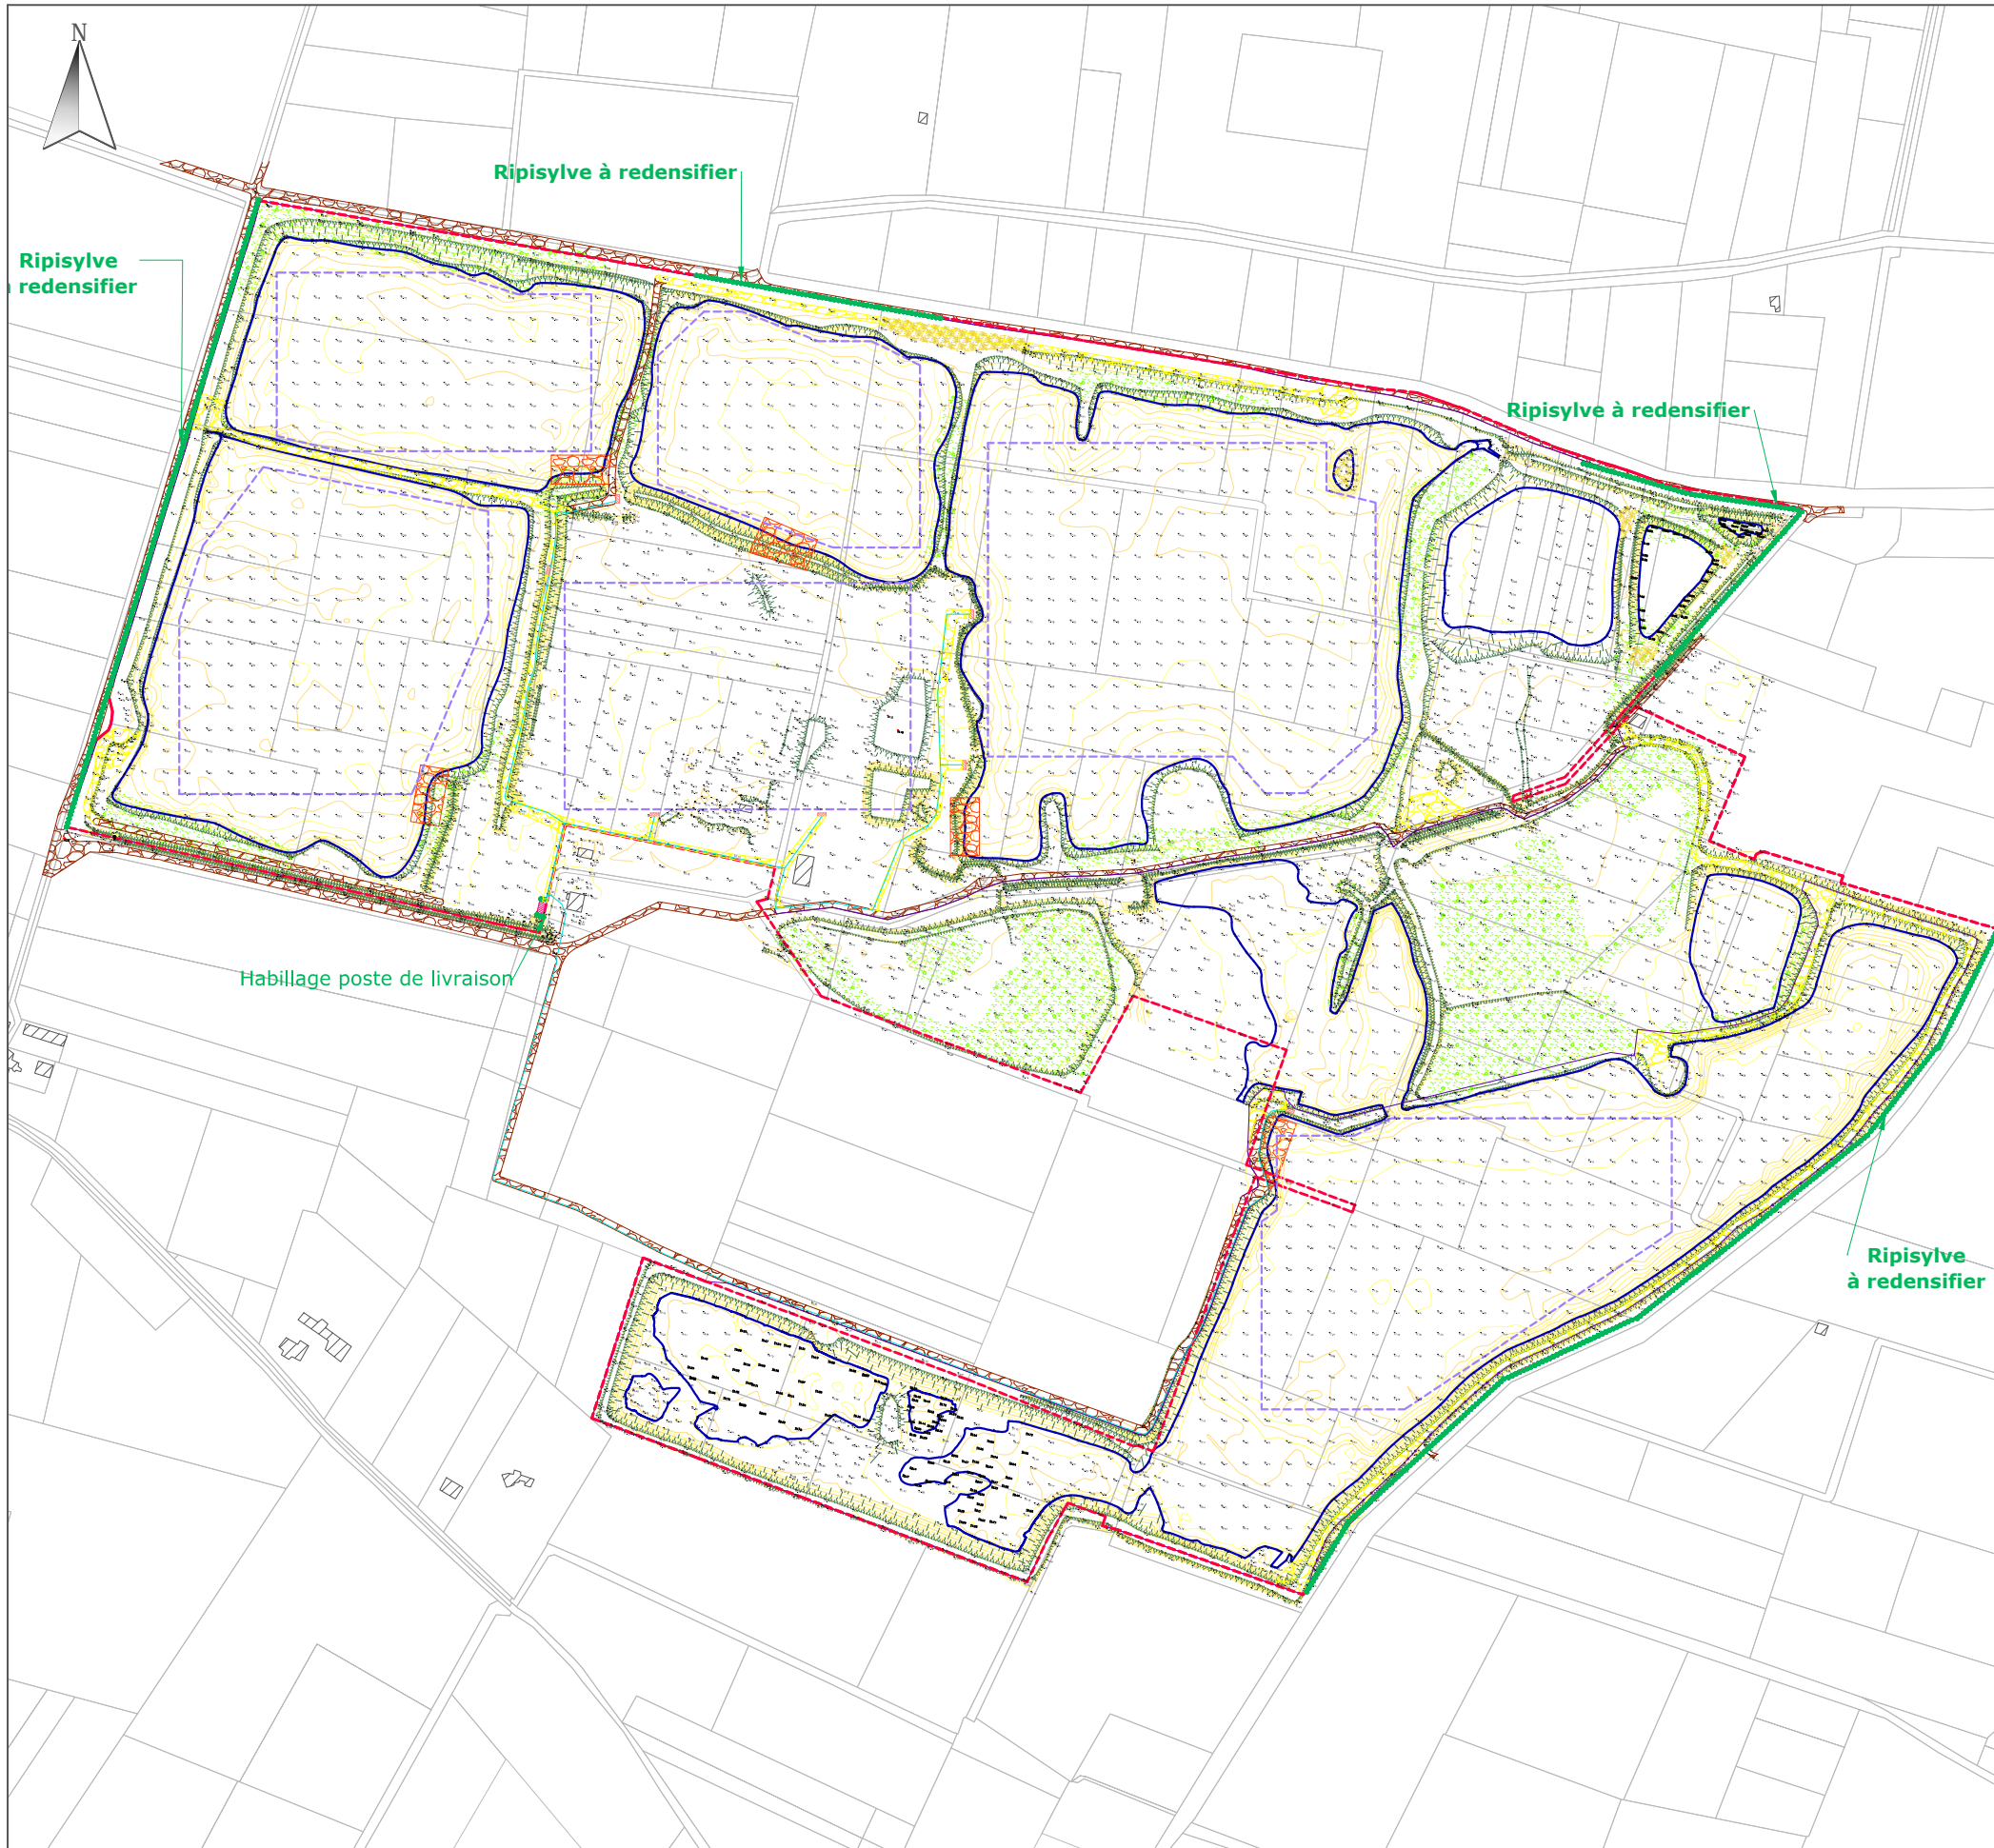 N
Ripisylve à redensifier
Ripisylve
à redensifier
Ripisylve à redensifier
Habillage poste de livraison
Ripisylve
à redensifier